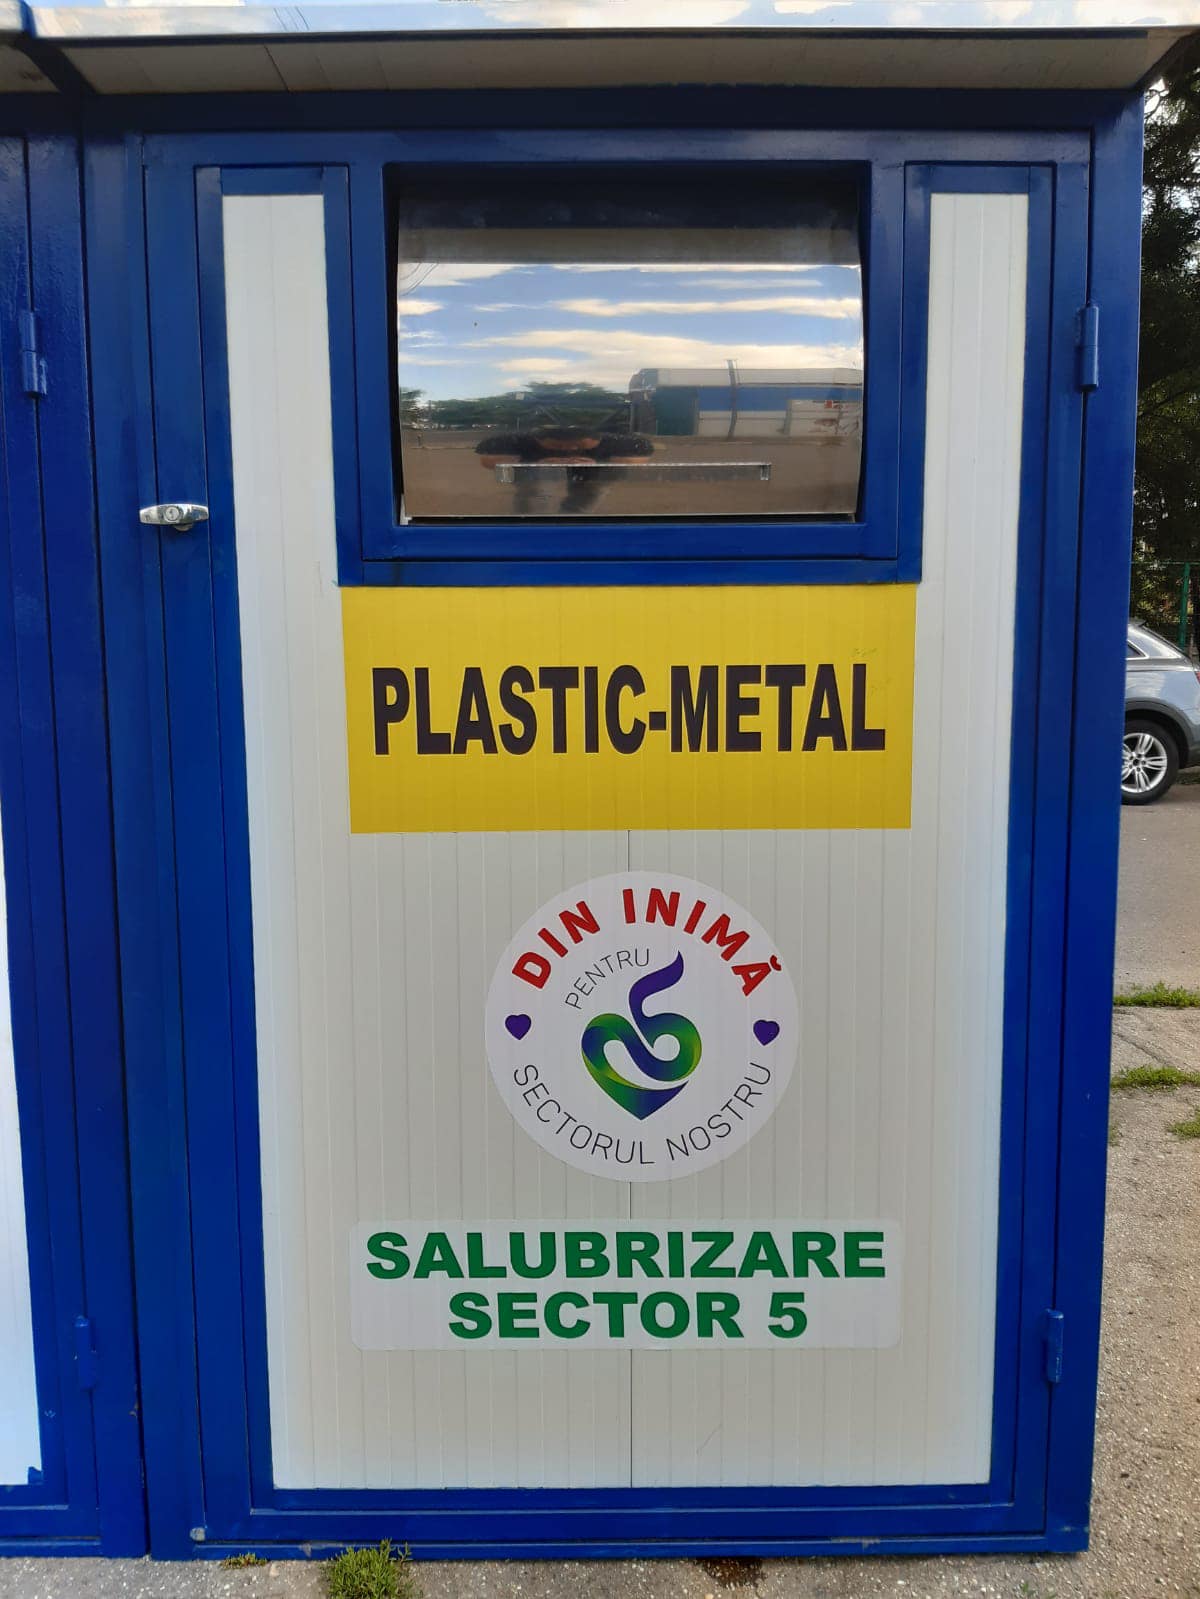 PLASTIC-METAL
DIN INIMĂ
PENTRU
SECTORUL NOSTRU
SALUBRIZARE
SECTOR 5